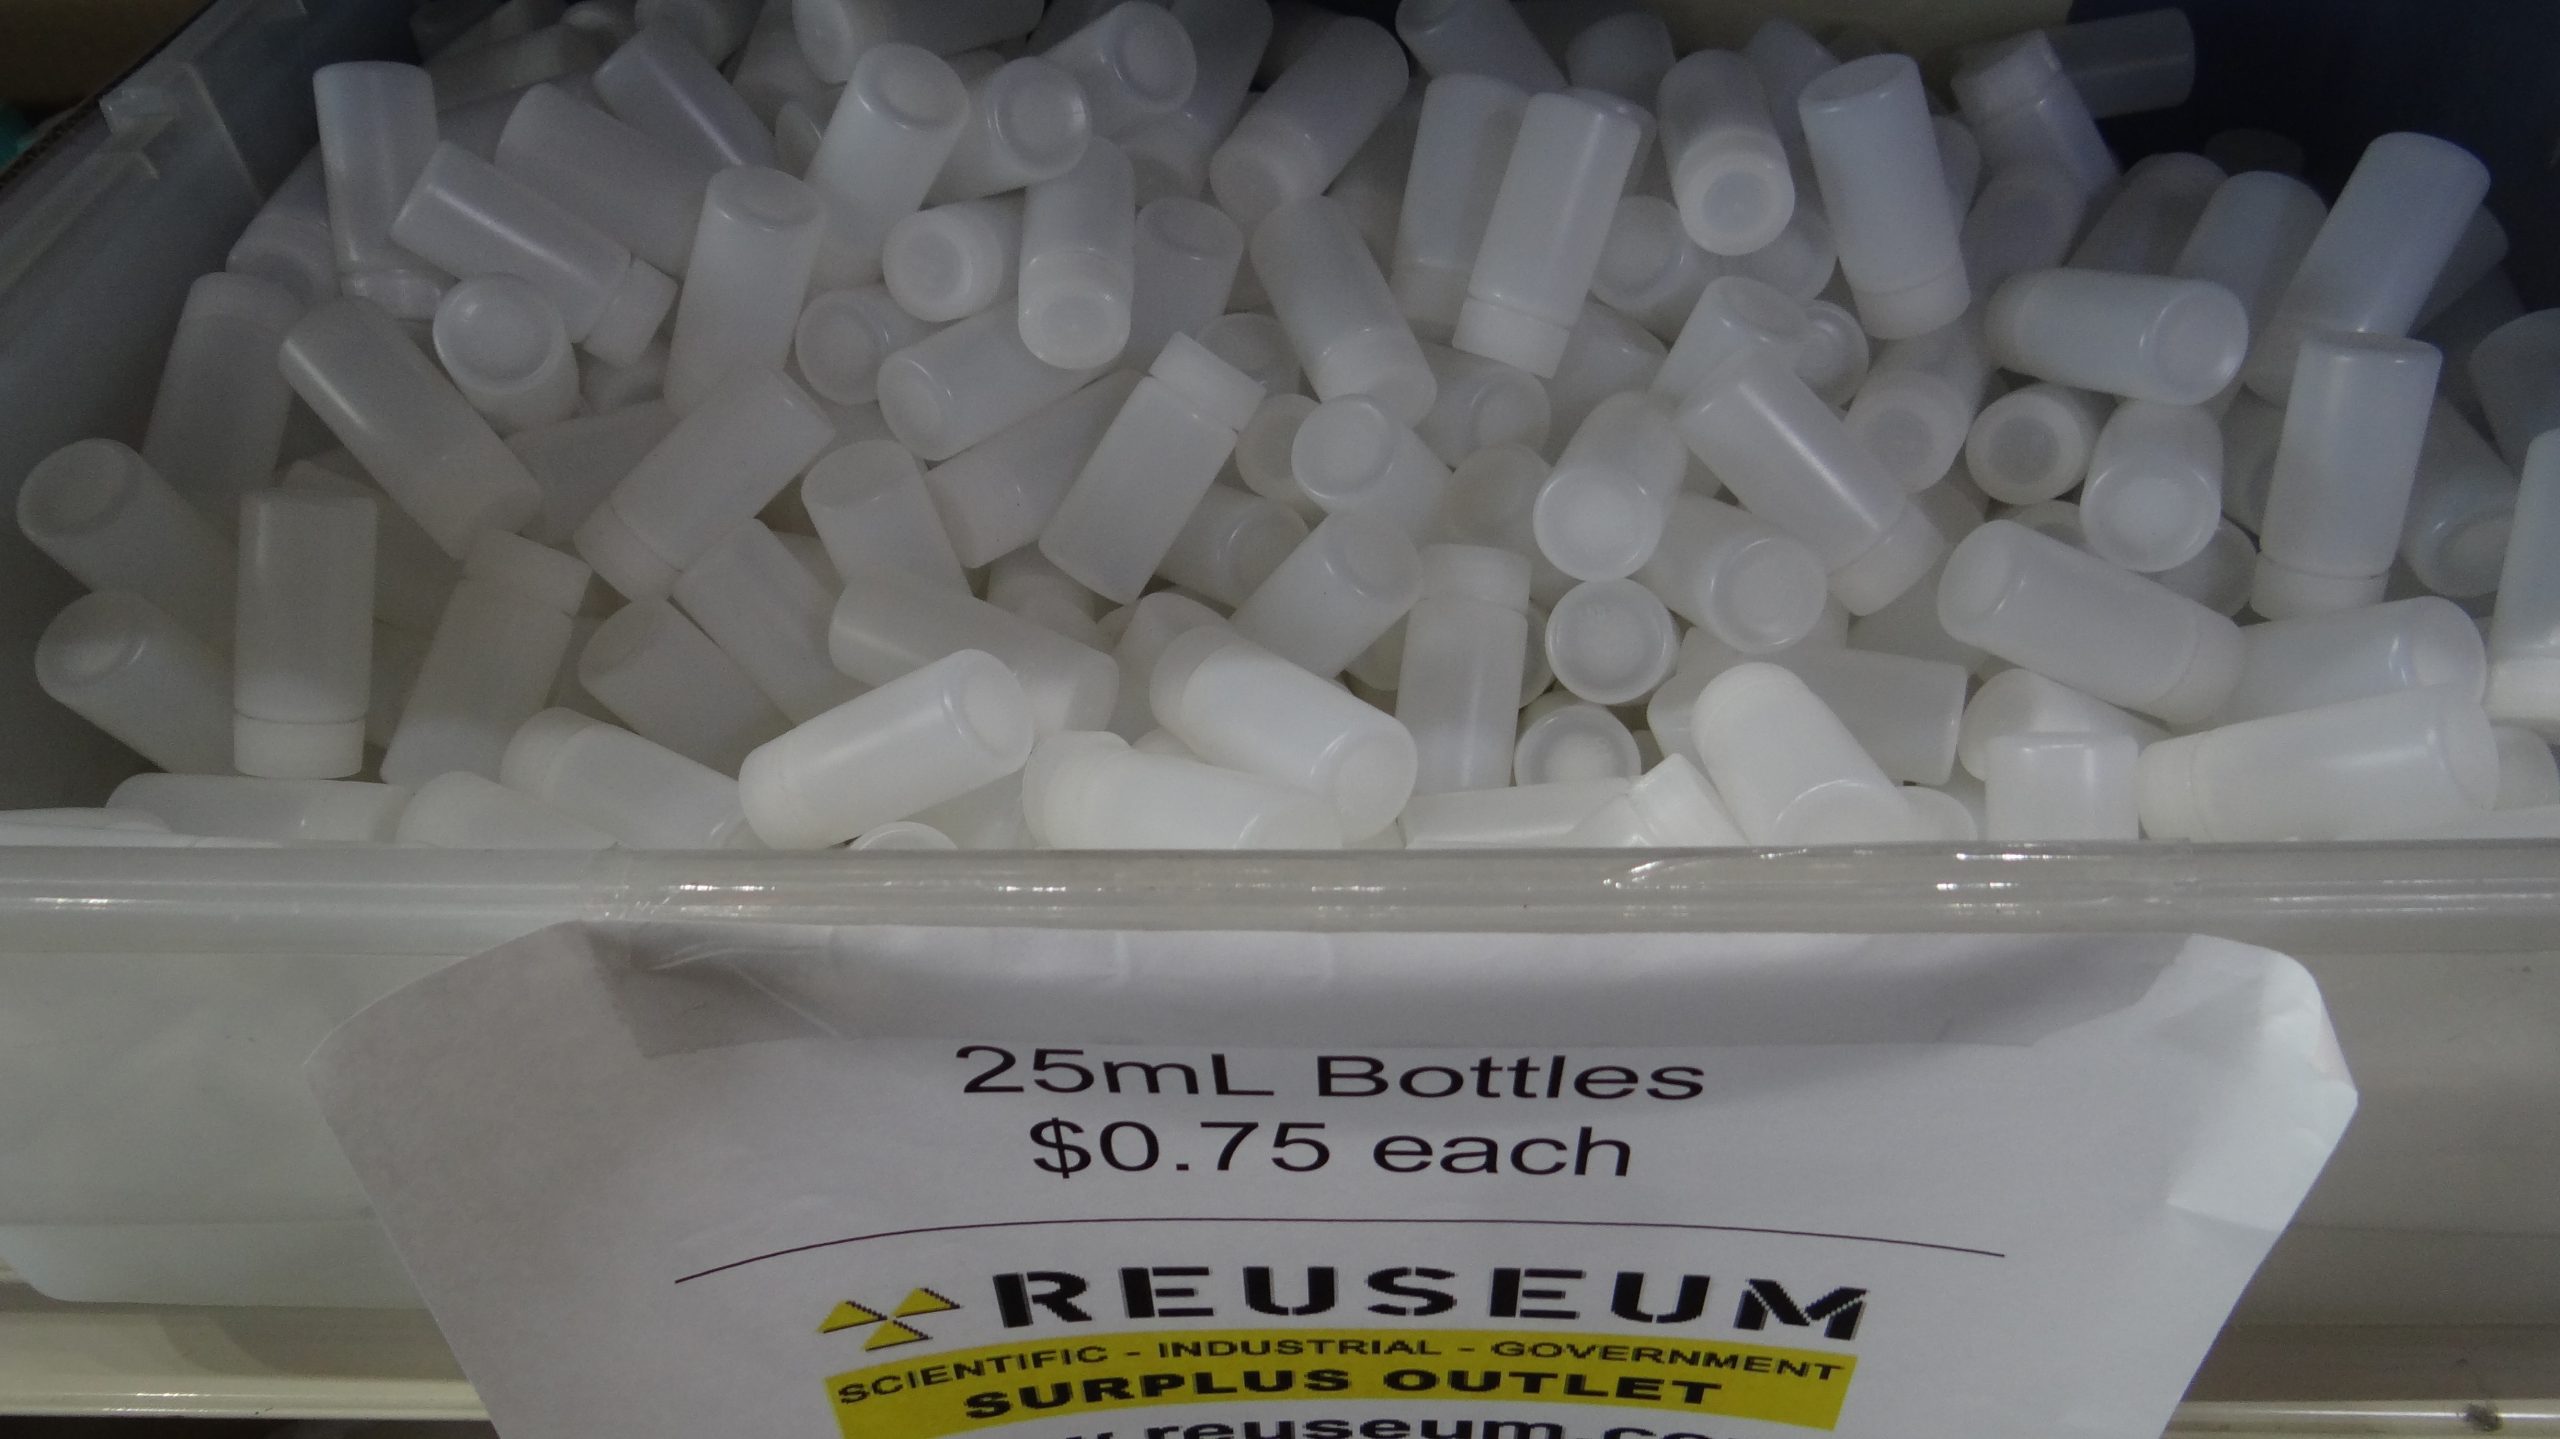 25mL Bottles
$0.75 each
REUSEUM
SCIENTIFIC - INDUSTRIAL - GOVERNMENT
SURPLUS OUTLET